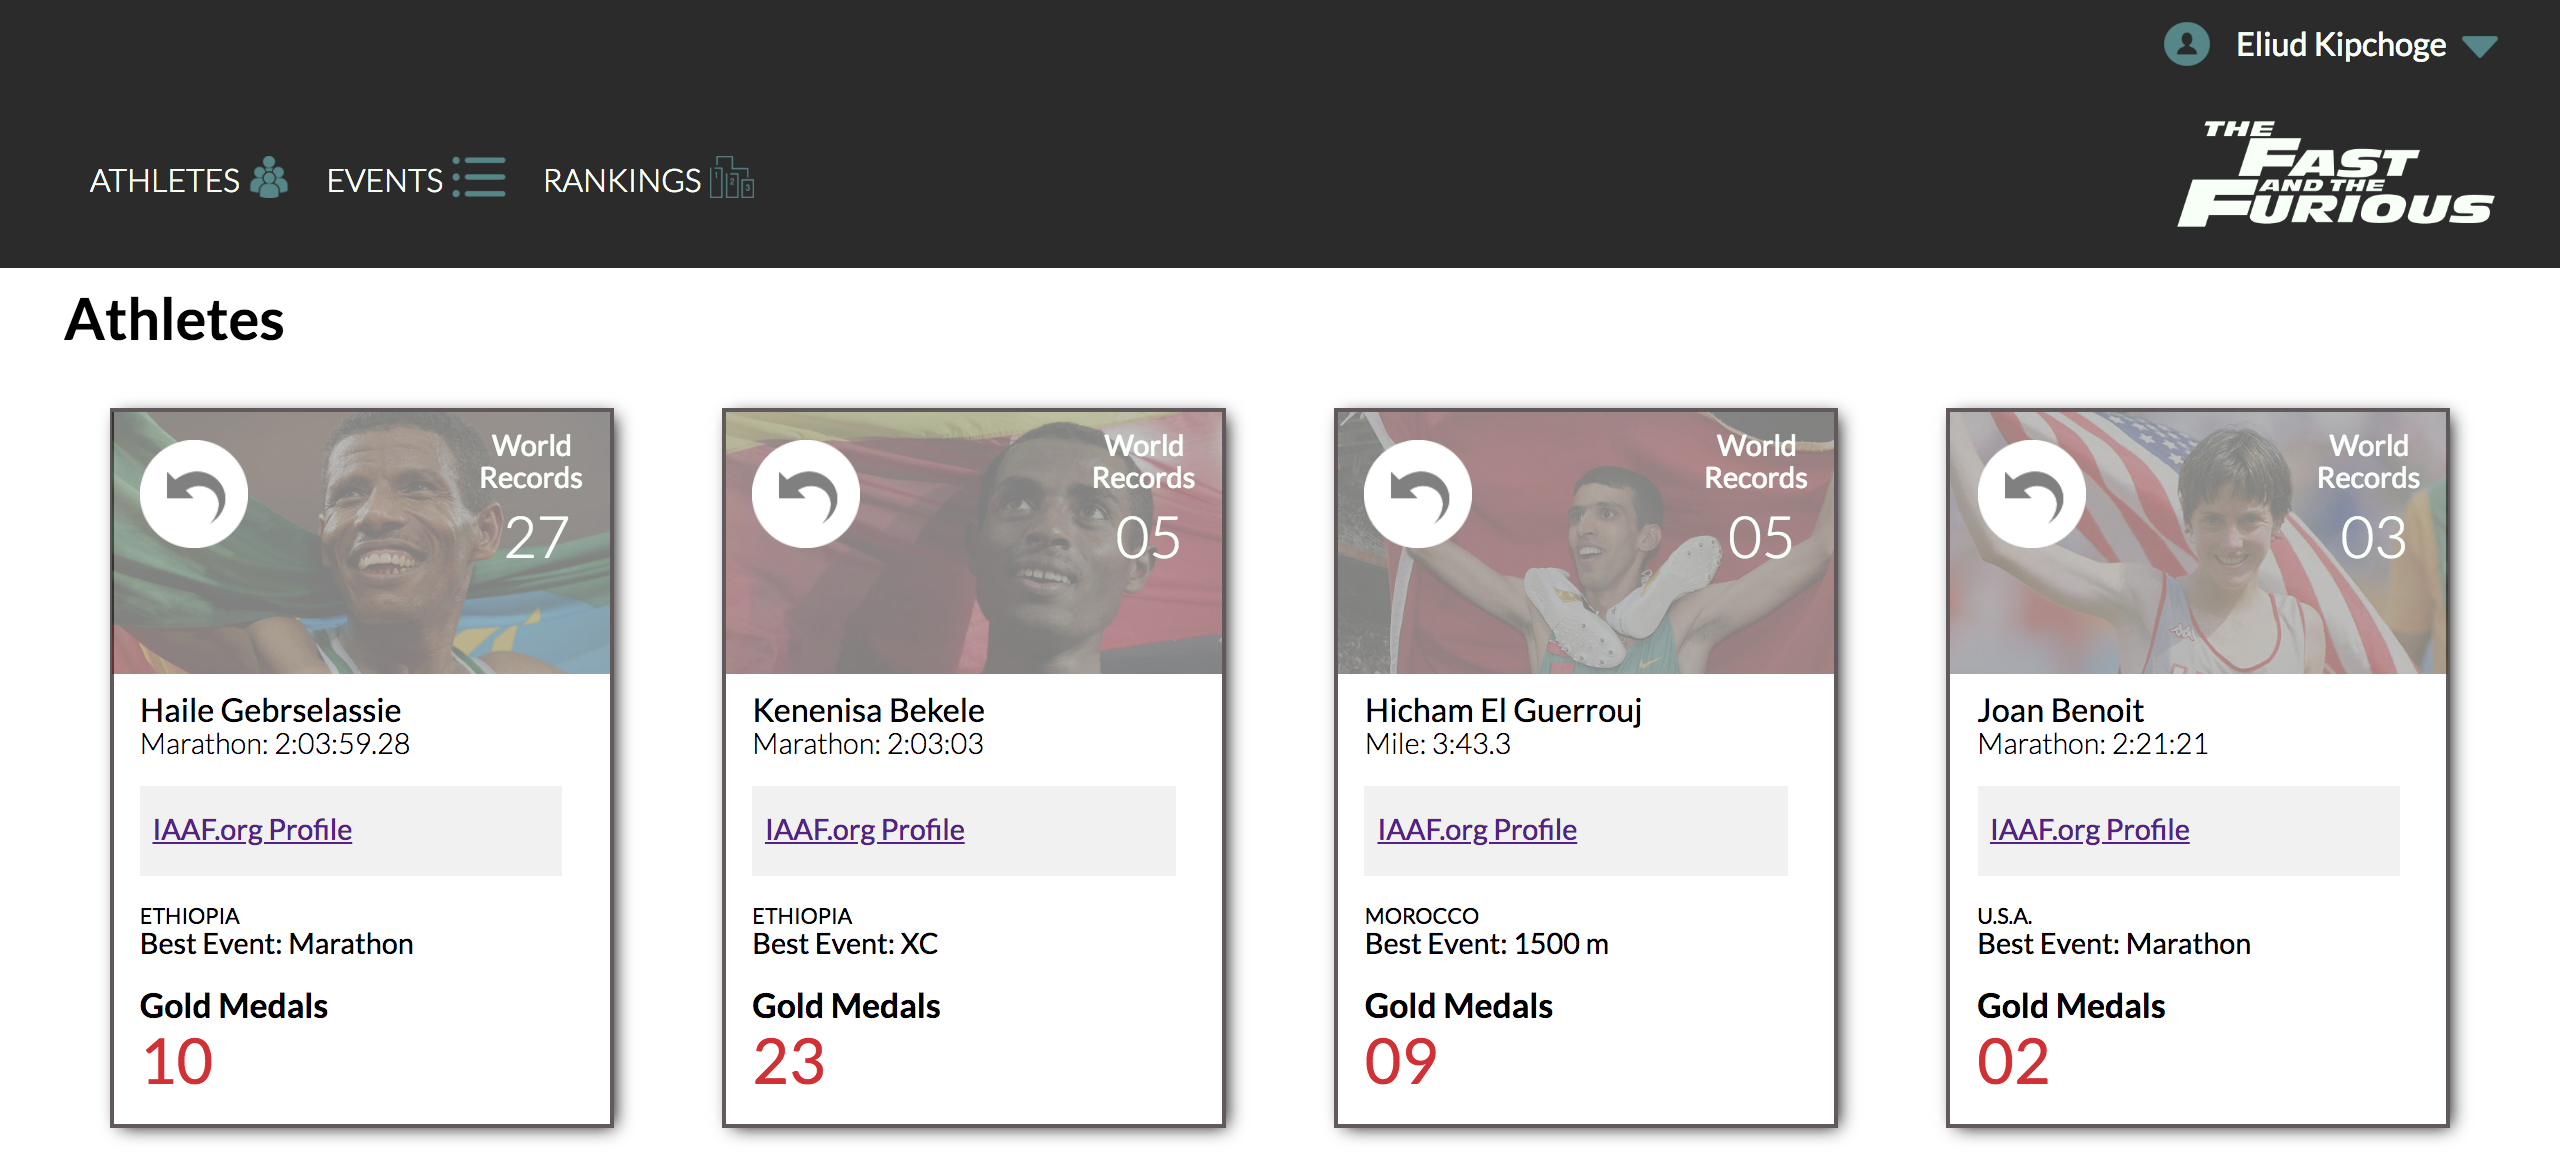 Eliud Kipchoge
ATHLETES
EVENTS
RANKINGS
1 2 3
THE
FAST
AND THE
FURIOUS
Athletes
World
Records
27
Haile Gebrselassie
Marathon: 2:03:59.28
IAAF.org Profile
ETHIOPIA
Best Event: Marathon
Gold Medals
10
World
Records
05
Kenenisa Bekele
Marathon: 2:03:03
IAAF.org Profile
ETHIOPIA
Best Event: XC
Gold Medals
23
World
Records
05
Hicham El Guerrouj
Mile: 3:43.3
IAAF.org Profile
MOROCCO
Best Event: 1500 m
Gold Medals
09
World
Records
03
Joan Benoit
Marathon: 2:21:21
IAAF.org Profile
U.S.A.
Best Event: Marathon
Gold Medals
02